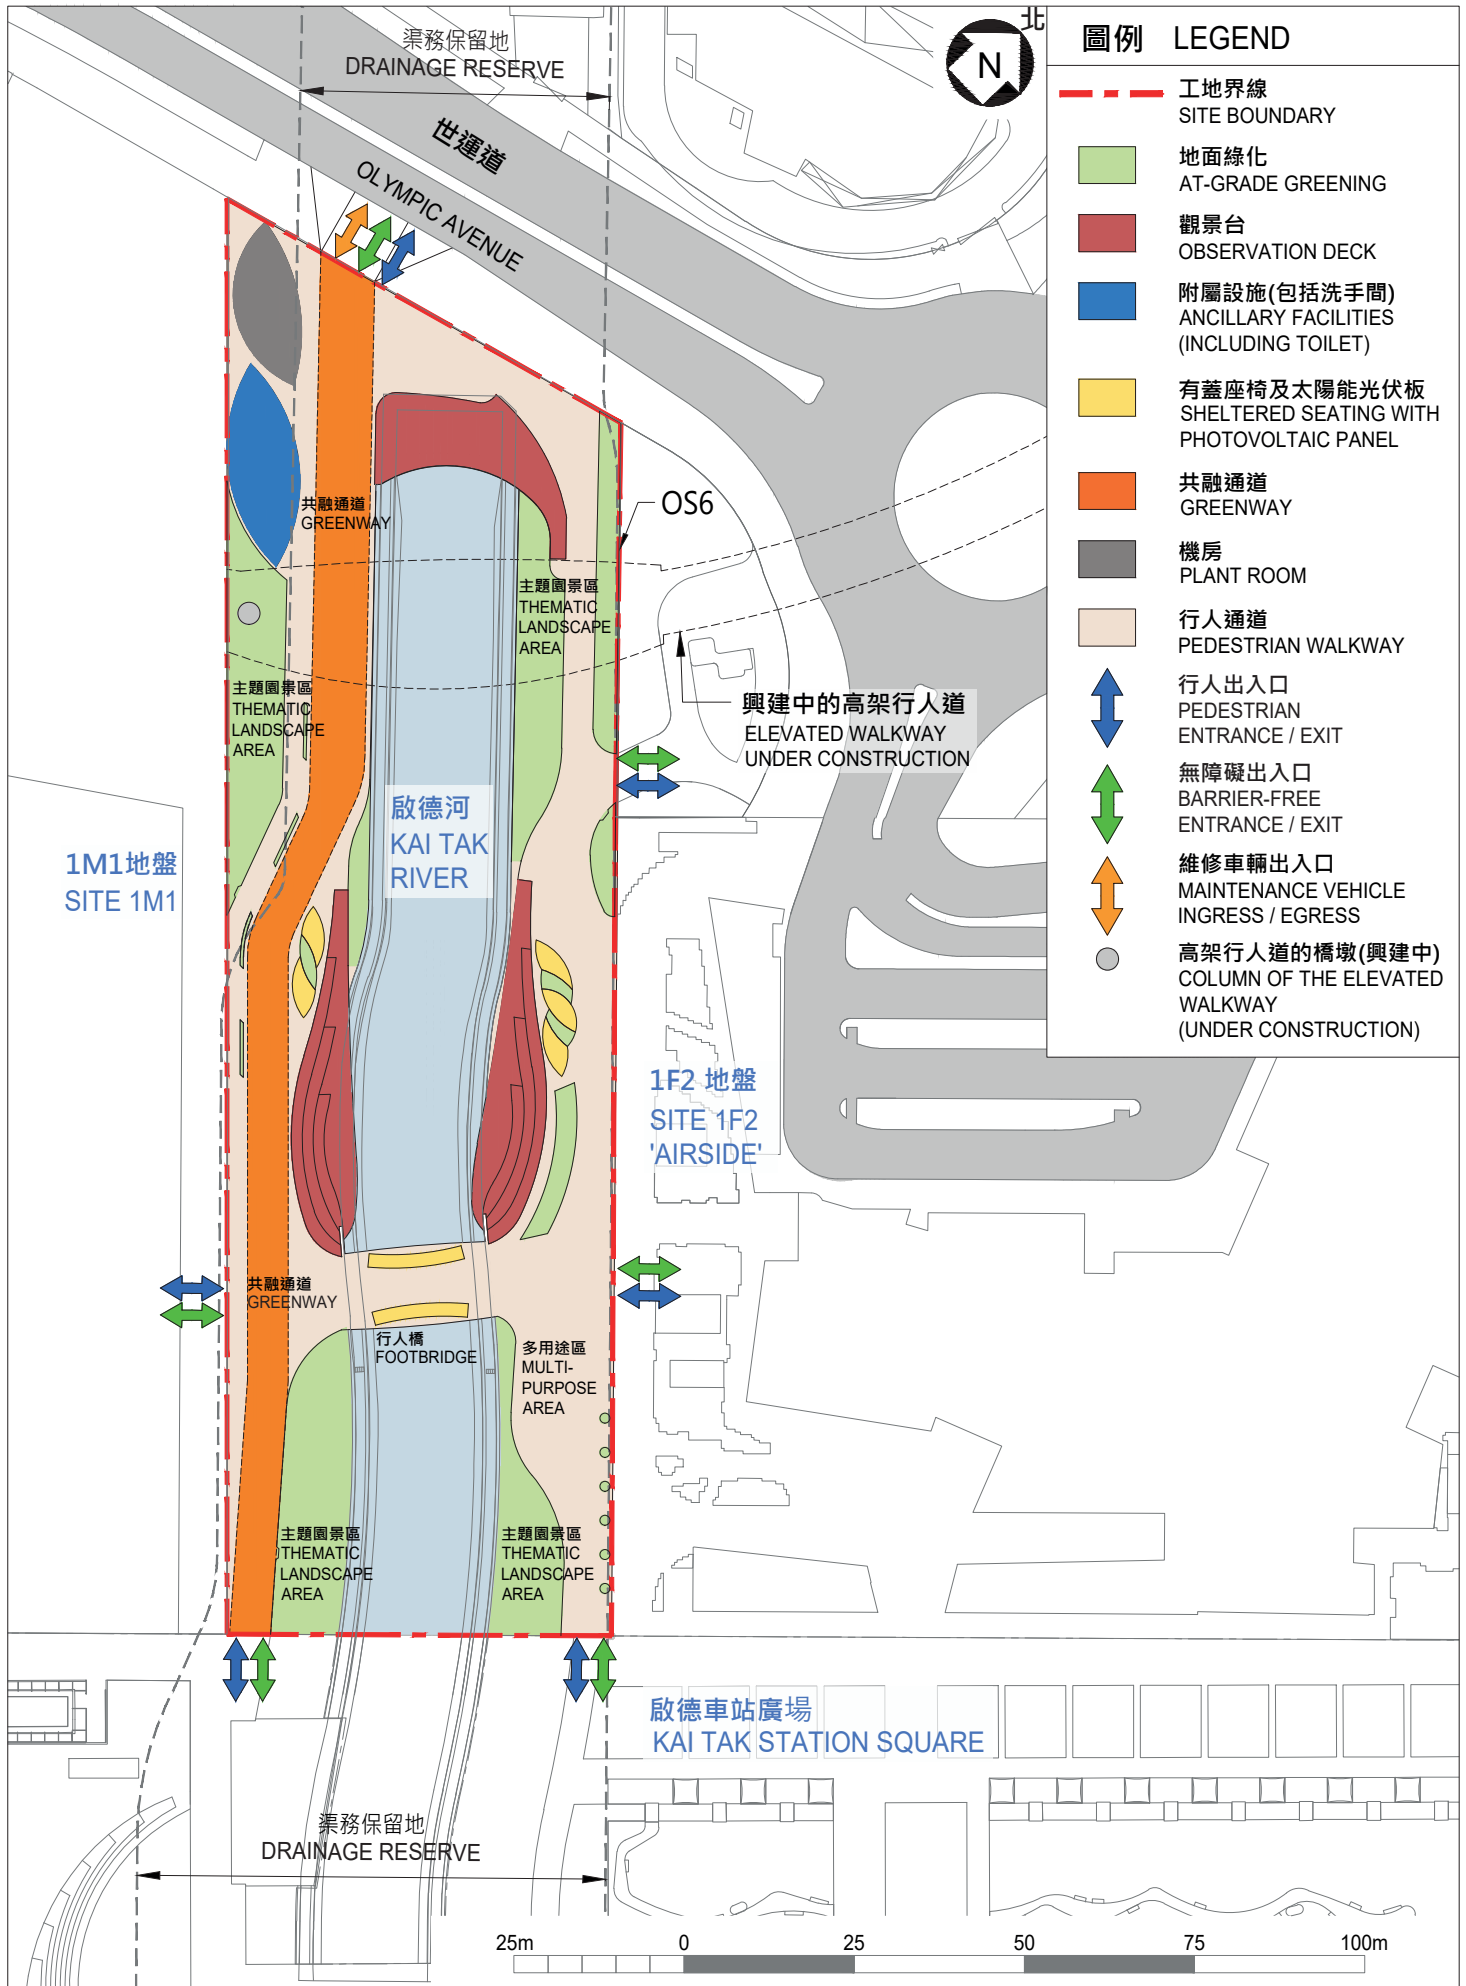 渠務保留地
DRAINAGE RESERVE
世運道
OLYMPIC AVENUE
北
N
圖例 LEGEND
工地界線
SITE BOUNDARY
地面綠化
AT-GRADE GREENING
觀景台
OBSERVATION DECK
附屬設施(包括洗手間)
ANCILLARY FACILITIES
(INCLUDING TOILET)
有蓋座椅及太陽能光伏板
SHELTERED SEATING WITH
PHOTOVOLTAIC PANEL
共融通道
GREENWAY
機房
PLANT ROOM
行人通道
PEDESTRIAN WALKWAY
行人出入口
PEDESTRIAN
ENTRANCE / EXIT
無障礙出入口
BARRIER-FREE
ENTRANCE / EXIT
維修車輛出入口
MAINTENANCE VEHICLE
INGRESS / EGRESS
高架行人道的橋墩(興建中)
COLUMN OF THE ELEVATED
WALKWAY
(UNDER CONSTRUCTION)
共融通道
GREENWAY
OS6
主題園景區
THEMATIC
LANDSCAPE
AREA
主題園景區
THEMATIC
LANDSCAPE
AREA
興建中的高架行人道
ELEVATED WALKWAY
UNDER CONSTRUCTION
啟德河
KAI TAK
RIVER
1M1地盤
SITE 1M1
1F2 地盤
SITE 1F2
'AIRSIDE'
共融通道
GREENWAY
行人橋
FOOTBRIDGE
多用途區
MULTI-
PURPOSE
AREA
主題園景區
THEMATIC
LANDSCAPE
AREA
主題園景區
THEMATIC
LANDSCAPE
AREA
啟德車站廣場
KAI TAK STATION SQUARE
渠務保留地
DRAINAGE RESERVE
25m 0 25 50 75 100m